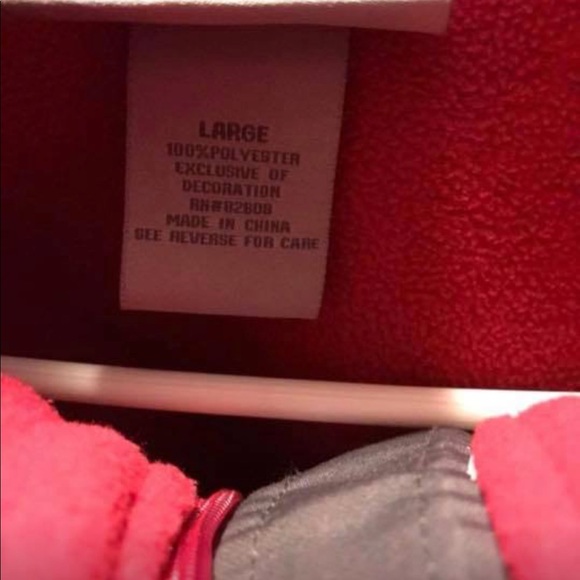 LARGE
100%POLYESTER
EXCLUSIVE OF
DECORATION
RN#82808
MADE IN CHINA
SEE REVERSE FOR CARE